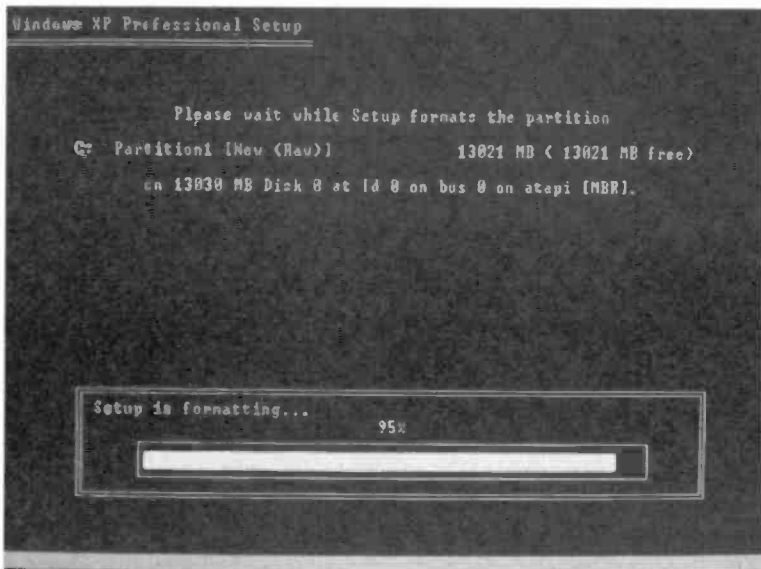 Windows XP Professional Setup
Please wait while Setup formats the partition
C: Partition1 [New (Raw)] 13021 MB ( 13021 MB free)
on 13030 MB Disk 0 at Id 0 on bus 0 on atapi [MBR].
Setup is formatting...
95%